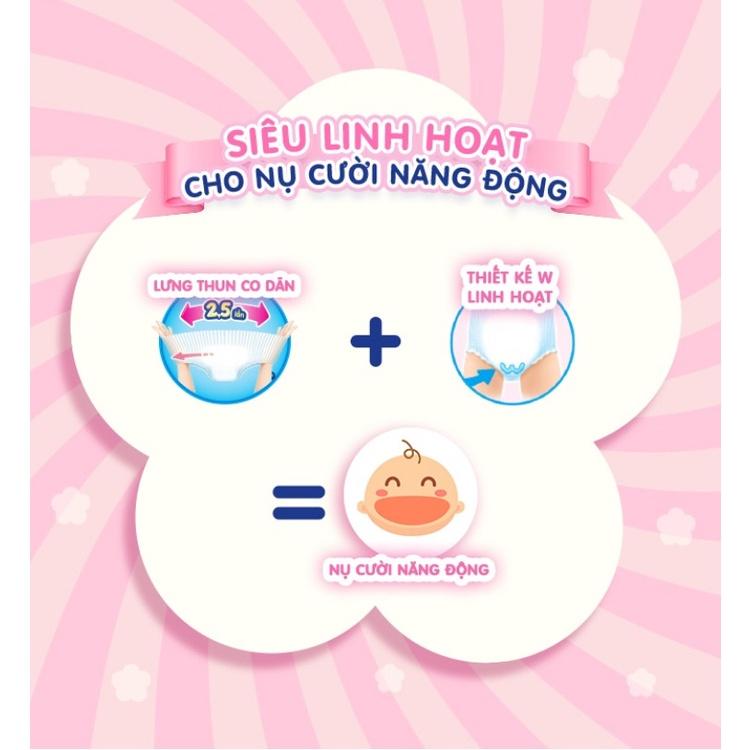 SIÊU LINH HOẠT
CHO NỤ CƯỜI NĂNG ĐỘNG
LƯNG THUN CO DÃN
2,5 lần
+
THIẾT KẾ W
LINH HOẠT
=
NỤ CƯỜI NĂNG ĐỘNG